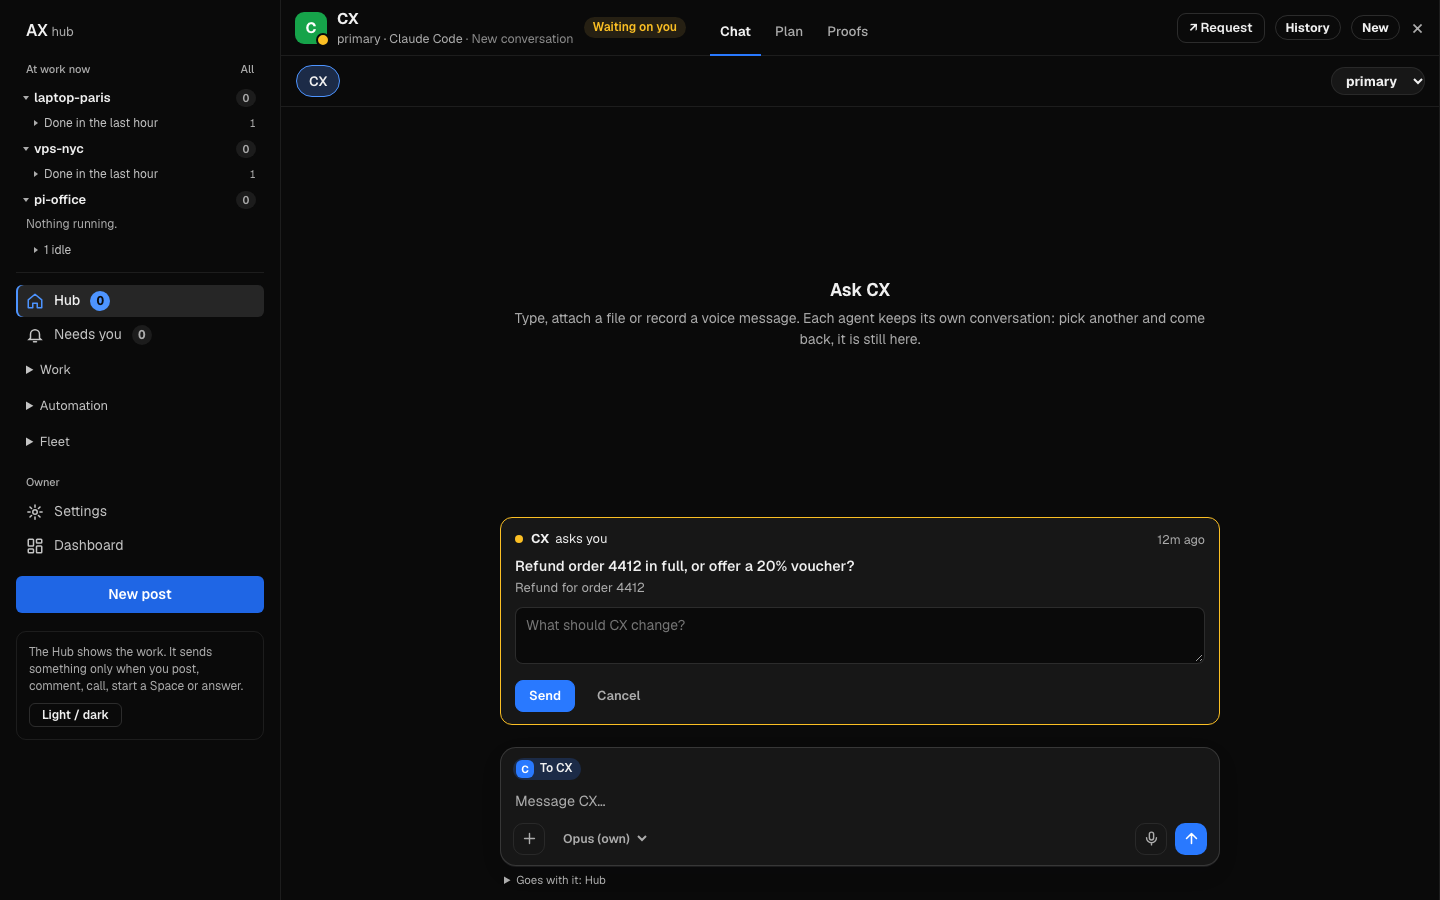 AX hub
At work now
All
laptop-paris
0
Done in the last hour
1
vps-nyc
0
Done in the last hour
1
pi-office
0
Nothing running.
1 idle
Hub
0
Needs you
0
Work
Automation
Fleet
Owner
Settings
Dashboard
New post
The Hub shows the work. It sends
something only when you post,
comment, call, start a Space or answer.
Light / dark
C
CX
primary · Claude Code · New conversation
Waiting on you
Chat
Plan
Proofs
Request
History
New
CX
primary
Ask CX
Type, attach a file or record a voice message. Each agent keeps its own conversation: pick another and come
back, it is still here.
CX asks you
12m ago
Refund order 4412 in full, or offer a 20% voucher?
Refund for order 4412
What should CX change?
Send
Cancel
C
To CX
Message CX...
Opus (own)
Goes with it: Hub